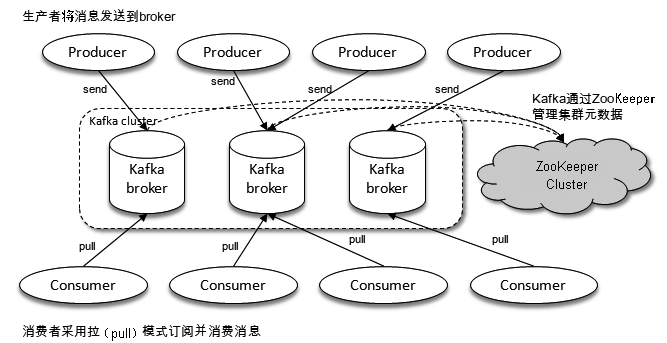 生产者将消息发送到broker
Producer
Producer
Producer
Producer
send
send
send
send
Kafka通过ZooKeeper
管理集群元数据
Kafka cluster
Kafka
broker
Kafka
broker
Kafka
broker
ZooKeeper
Cluster
pull
pull
pull
pull
Consumer
Consumer
Consumer
Consumer
消费者采用拉（pull）模式订阅并消费消息